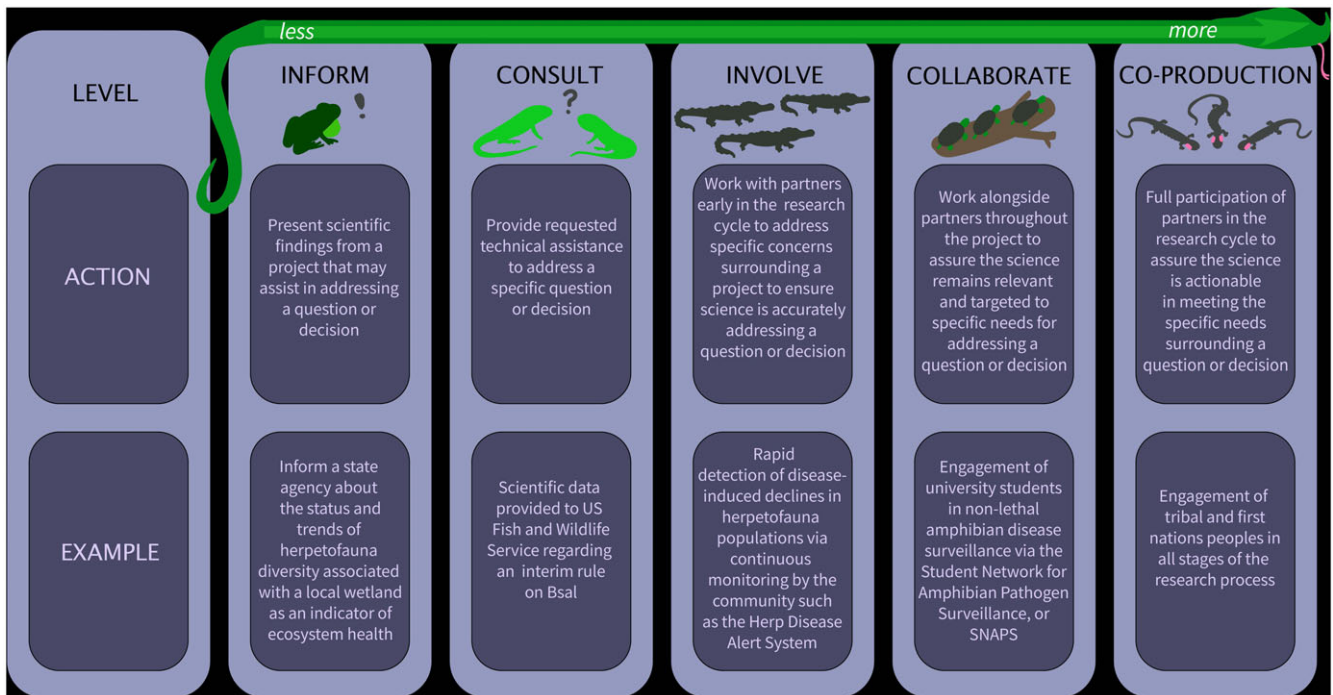 less
more
LEVEL
INFORM
!
CONSULT
?
INVOLVE
COLLABORATE
CO-PRODUCTION
ACTION
Present scientific
findings from a
project that may
assist in addressing
a question or
decision
Provide requested
technical assistance
to address a
specific question
or decision
Work with partners
early in the research
cycle to address
specific concerns
surrounding a
project to ensure
science is accurately
addressing a
question or decision
Work alongside
partners throughout
the project to
assure the science
remains relevant
and targeted to
specific needs for
addressing a
question or decision
Full participation of
partners in the
research cycle to
assure the science
is actionable
in meeting the
specific needs
surrounding a
question or decision
EXAMPLE
Inform a state
agency about
the status and
trends of
herpetofauna
diversity associated
with a local wetland
as an indicator of
ecosystem health
Scientific data
provided to US
Fish and Wildlife
Service regarding
an interim rule
on Bsal
Rapid
detection of disease-
induced declines in
herpetofauna
populations via
continuous
monitoring by the
community such
as the Herp Disease
Alert System
Engagement of
university students
in non-lethal
amphibian disease
surveillance via the
Student Network for
Amphibian Pathogen
Surveillance, or
SNAPS
Engagement of
tribal and first
nations peoples in
all stages of the
research process